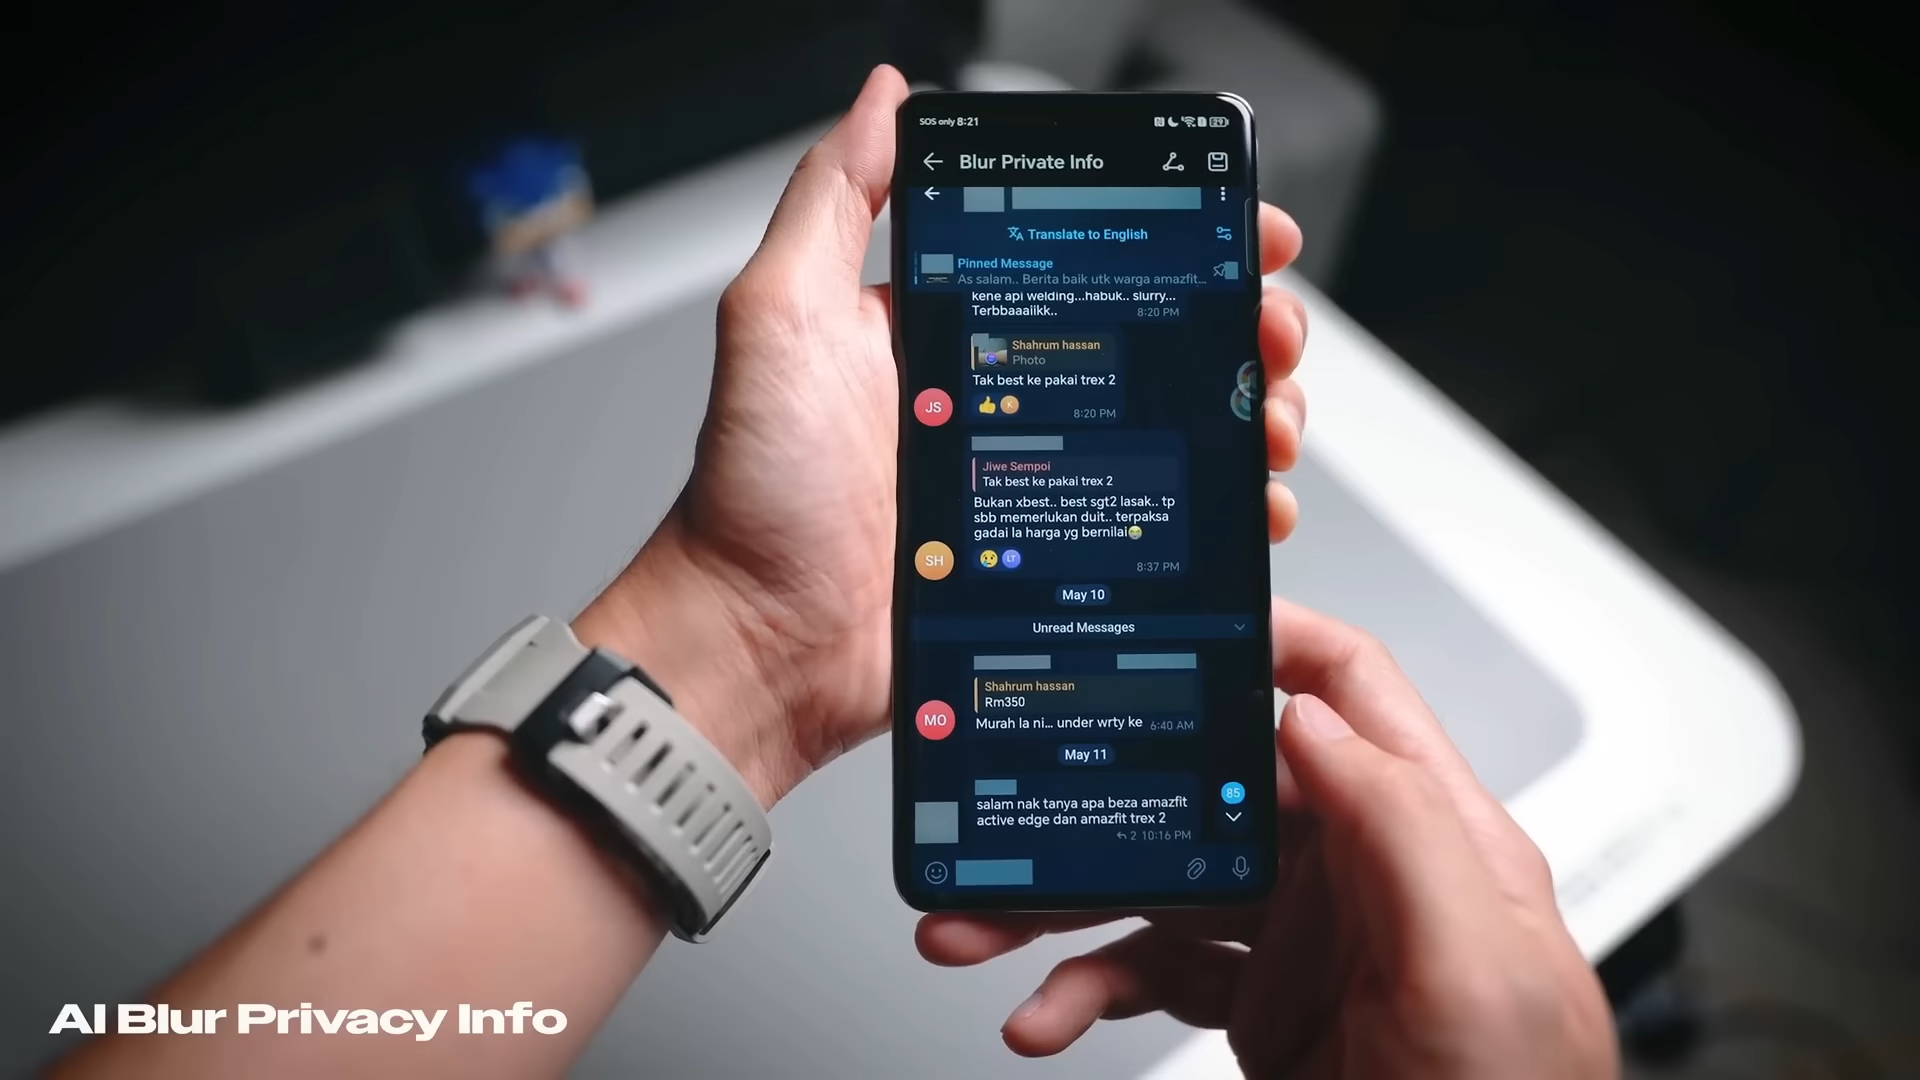 SOS only 8:21
Blur Private Info
Translate to English
Pinned Message
As salam.. Berita baik utk warga amazfit...
kene api welding...habuk.. slurry...
Terbbaaaiikk..
8:20 PM
Shahrum hassan
Photo
Tak best ke pakai trex 2
K
8:20 PM
JS
Jiwe Sempoi
Tak best ke pakai trex 2
Bukan xbest.. best sgt2 lasak.. tp
sbb memerlukan duit.. terpaksa
gadai la harga yg bernilai😭
LT
8:37 PM
SH
May 10
Unread Messages
Shahrum hassan
Rm350
Murah la ni... under wrty ke 6:40 AM
MO
May 11
salam nak tanya apa beza amazfit
active edge dan amazfit trex 2
2 10:16 PM
85
AI Blur Privacy Info